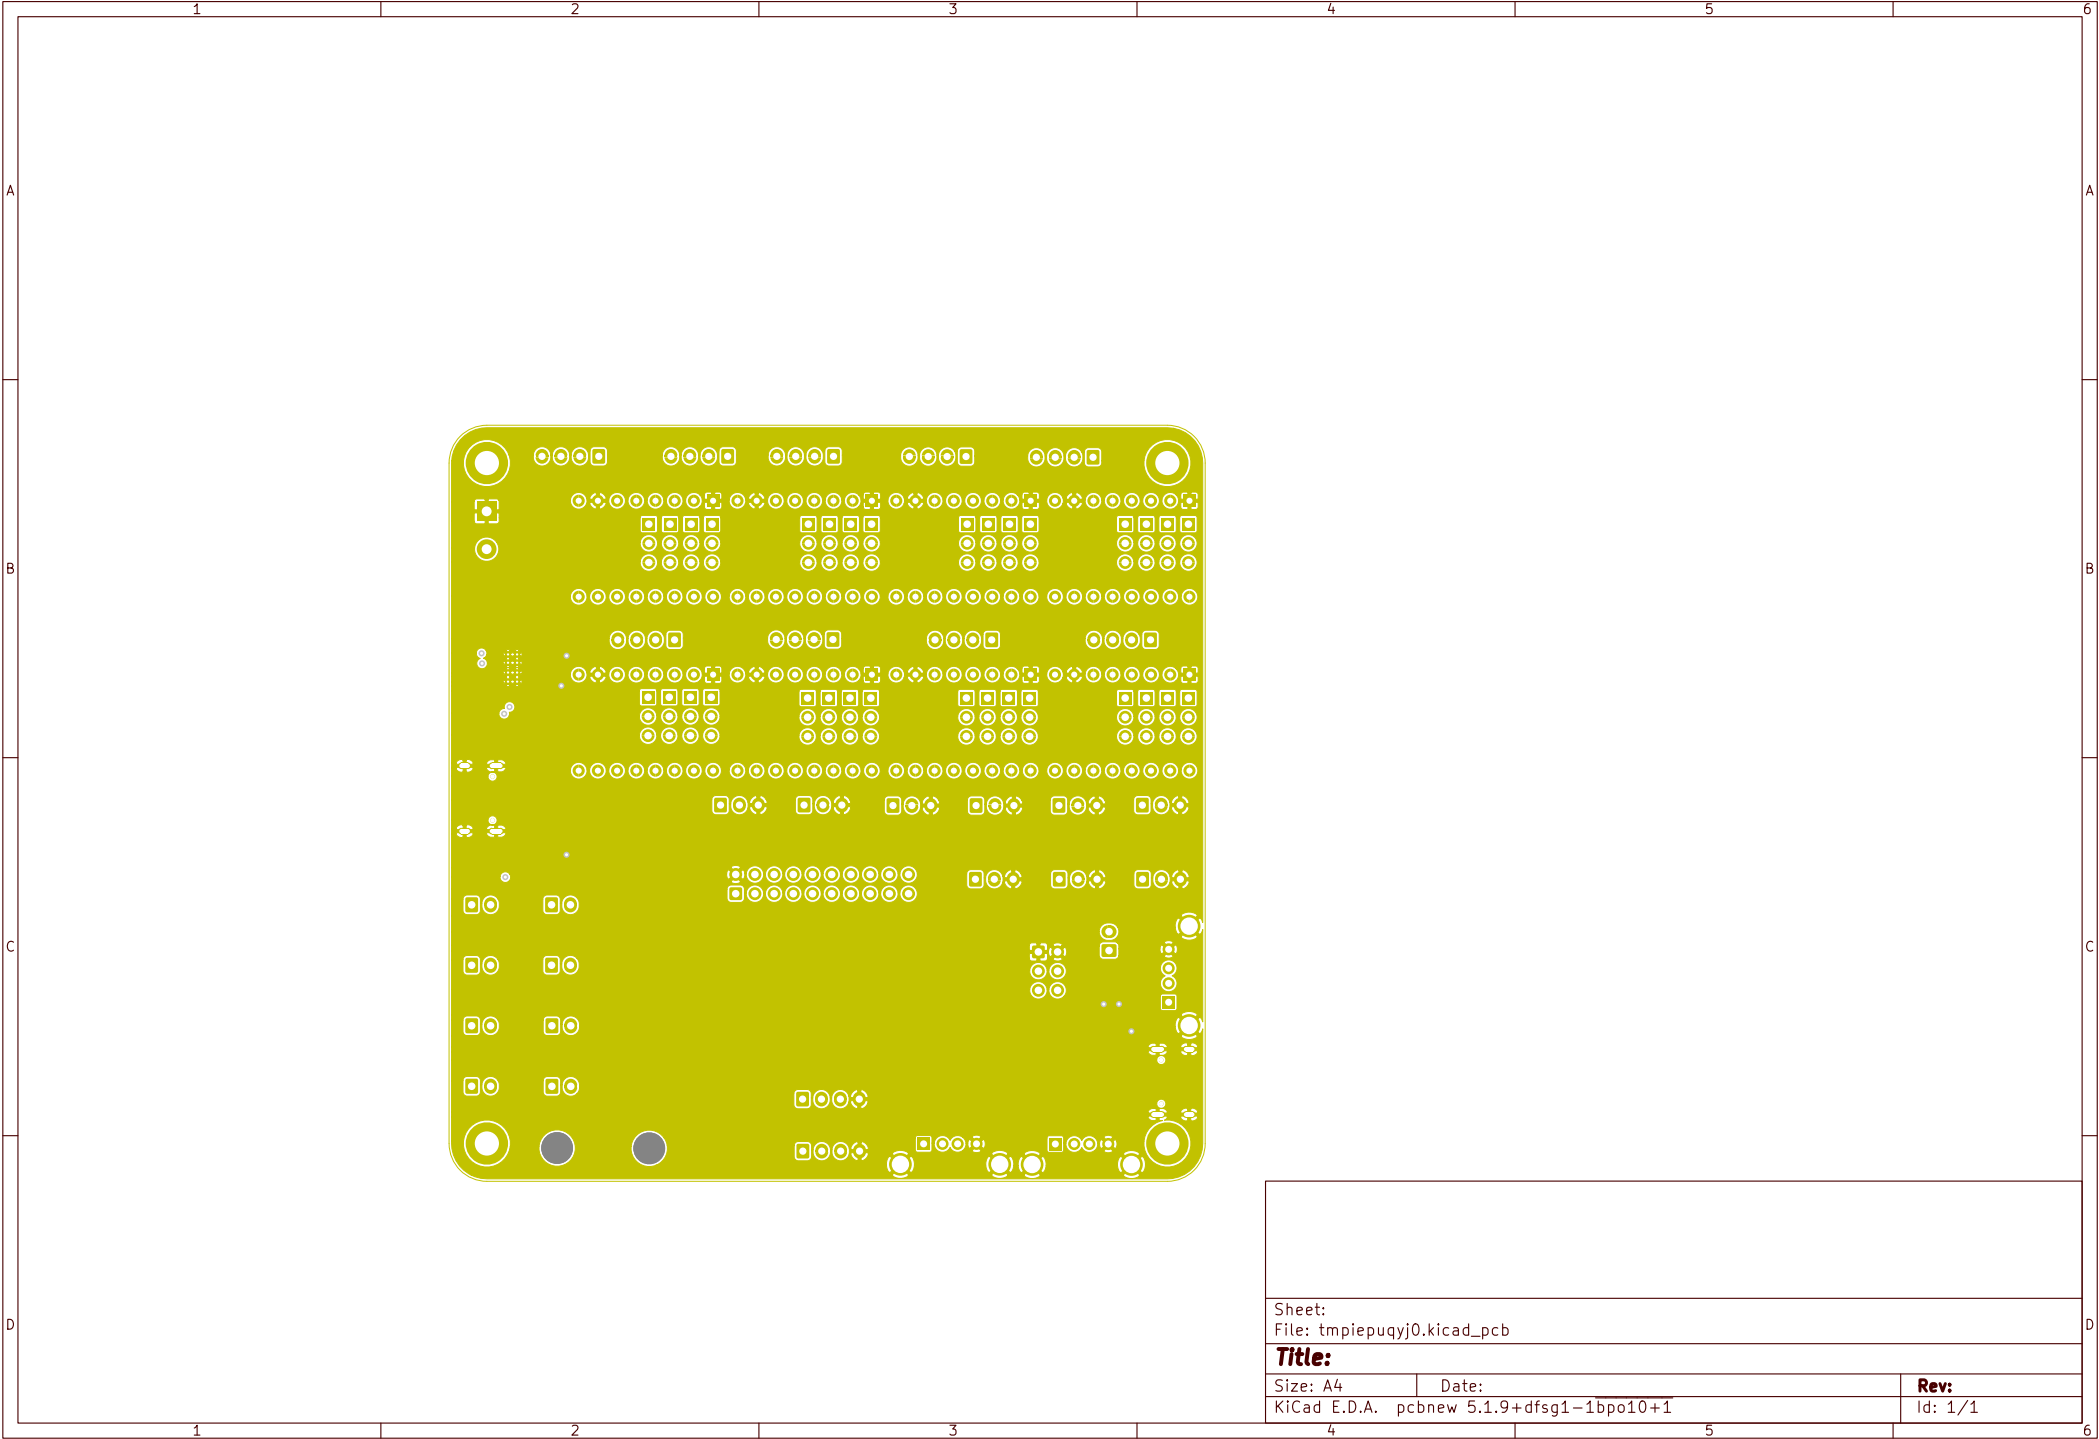 1 2 3 4 5 6
A A
B B
C C
D D
Sheet:
File: tmpiepuqyj0.kicad_pcb
Title:
Size: A4 Date: Rev:
KiCad E.D.A. pcbnew 5.1.9+dfsg1-1bpo10+1 Id: 1/1
1 2 3 4 5 6